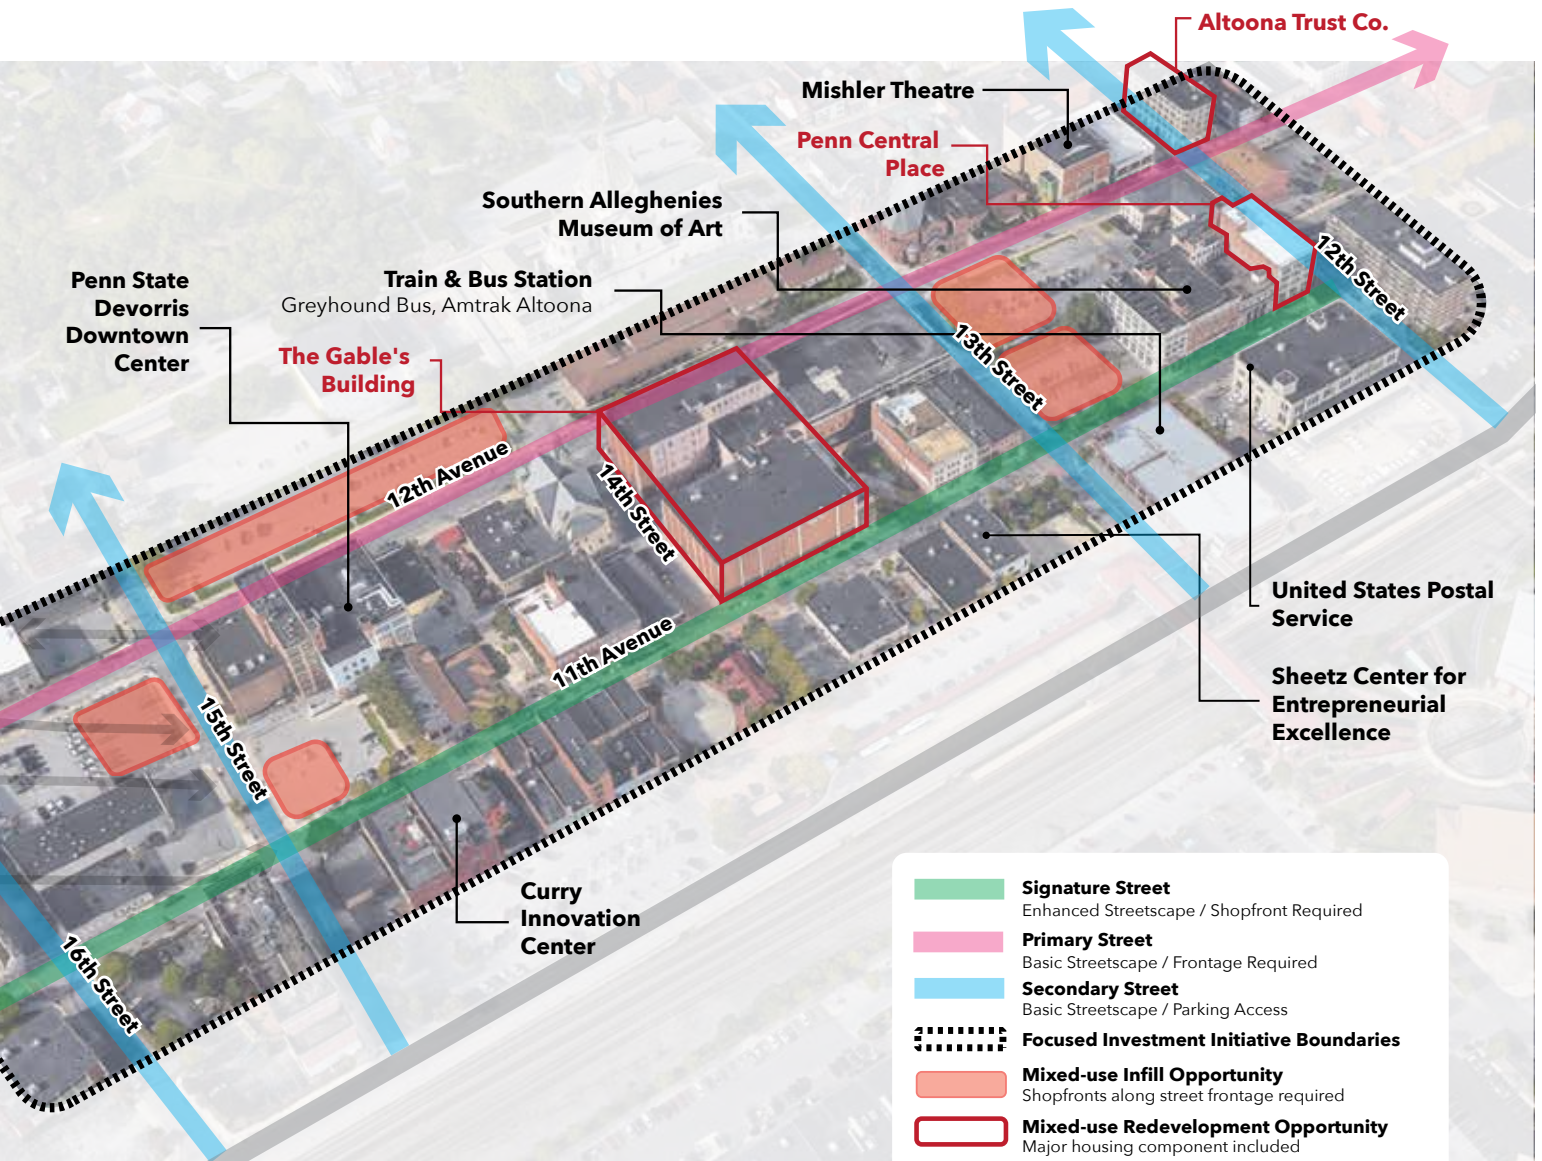 Altoona Trust Co.
Mishler Theatre
Penn Central
Place
Southern Alleghenies
Museum of Art
Train & Bus Station
Greyhound Bus, Amtrak Altoona
Penn State
Devorris
Downtown
Center
The Gable's
Building
12th Street
13th Street
12th Avenue
14th Street
11th Avenue
15th Street
16th Street
United States Postal
Service
Sheetz Center for
Entrepreneurial
Excellence
Curry
Innovation
Center
Signature Street
Enhanced Streetscape / Shopfront Required
Primary Street
Basic Streetscape / Frontage Required
Secondary Street
Basic Streetscape / Parking Access
Focused Investment Initiative Boundaries
Mixed-use Infill Opportunity
Shopfronts along street frontage required
Mixed-use Redevelopment Opportunity
Major housing component included